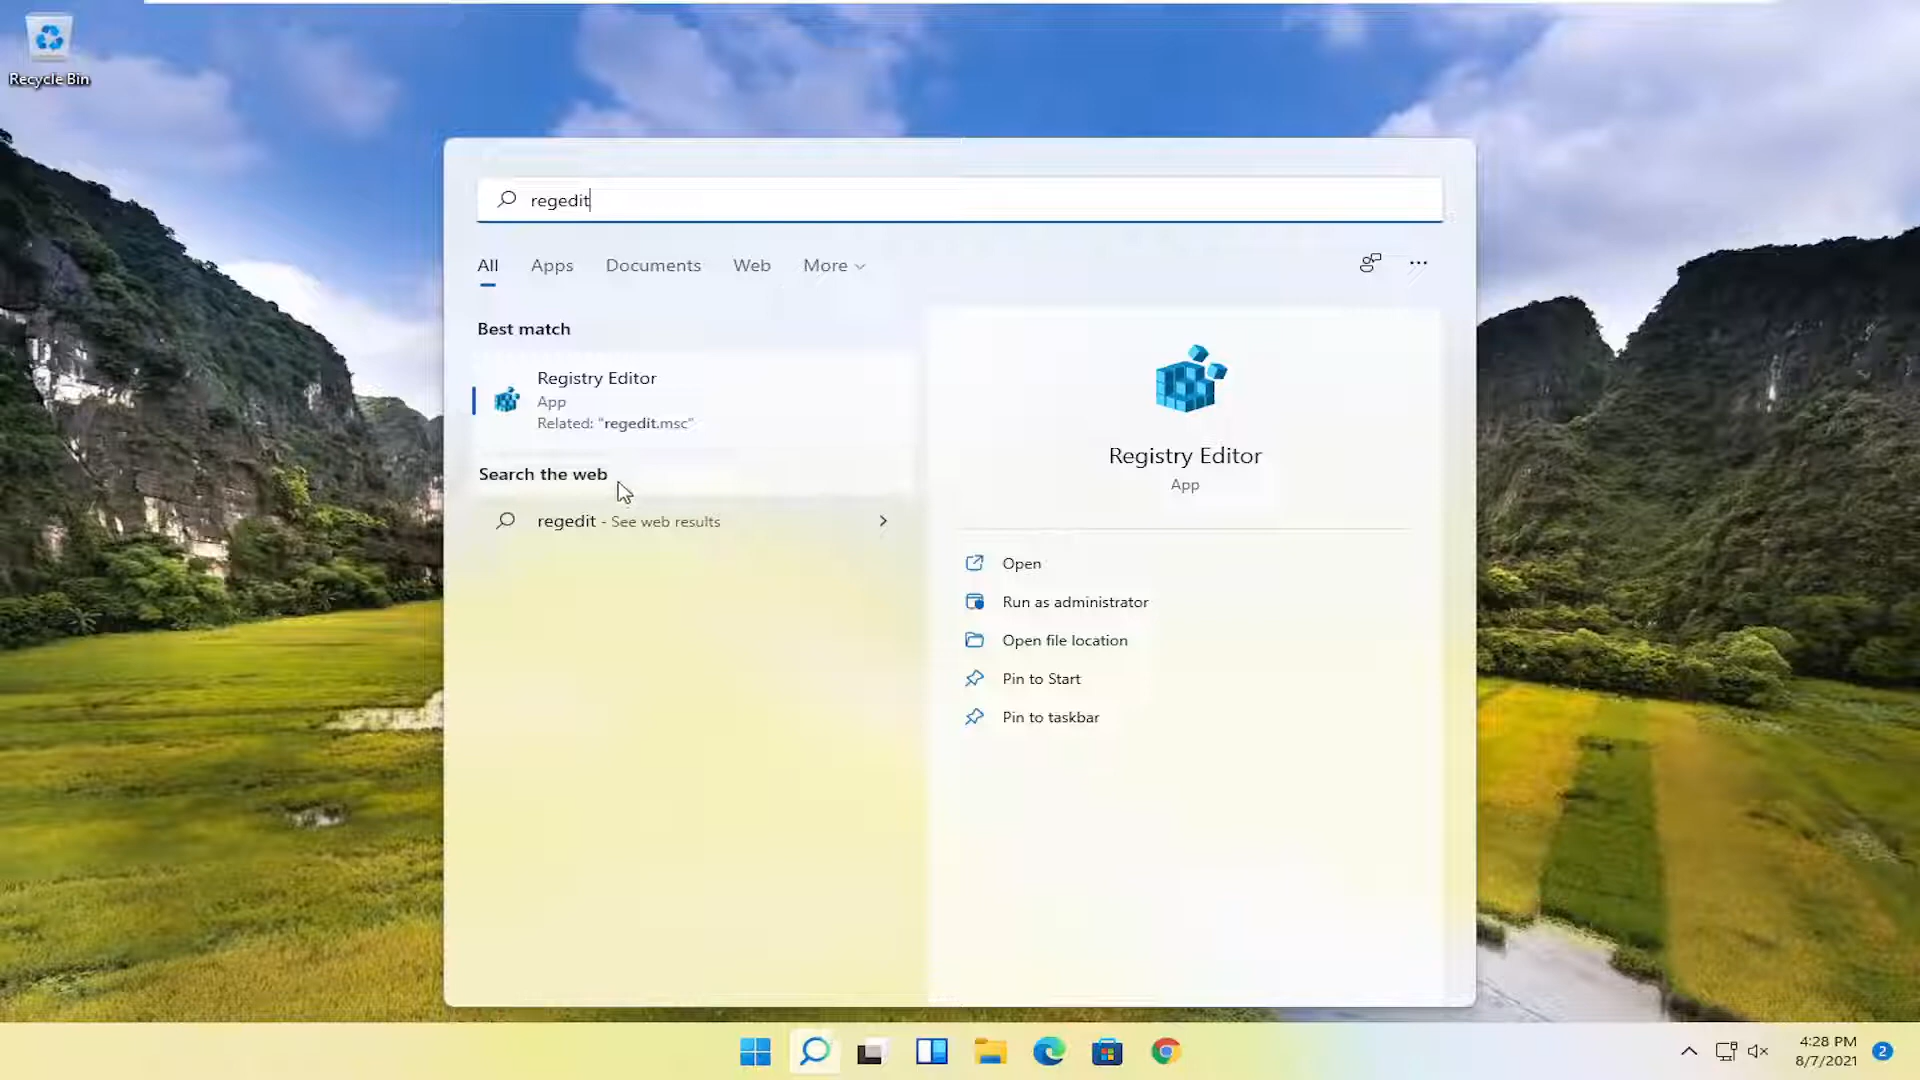 Recycle Bin
regedit
All Apps Documents Web More
Best match
Registry Editor
App
Related: "regedit.msc"
Search the web
regedit - See web results
Registry Editor
App
Open
Run as administrator
Open file location
Pin to Start
Pin to taskbar
4:28 PM
8/7/2021
2